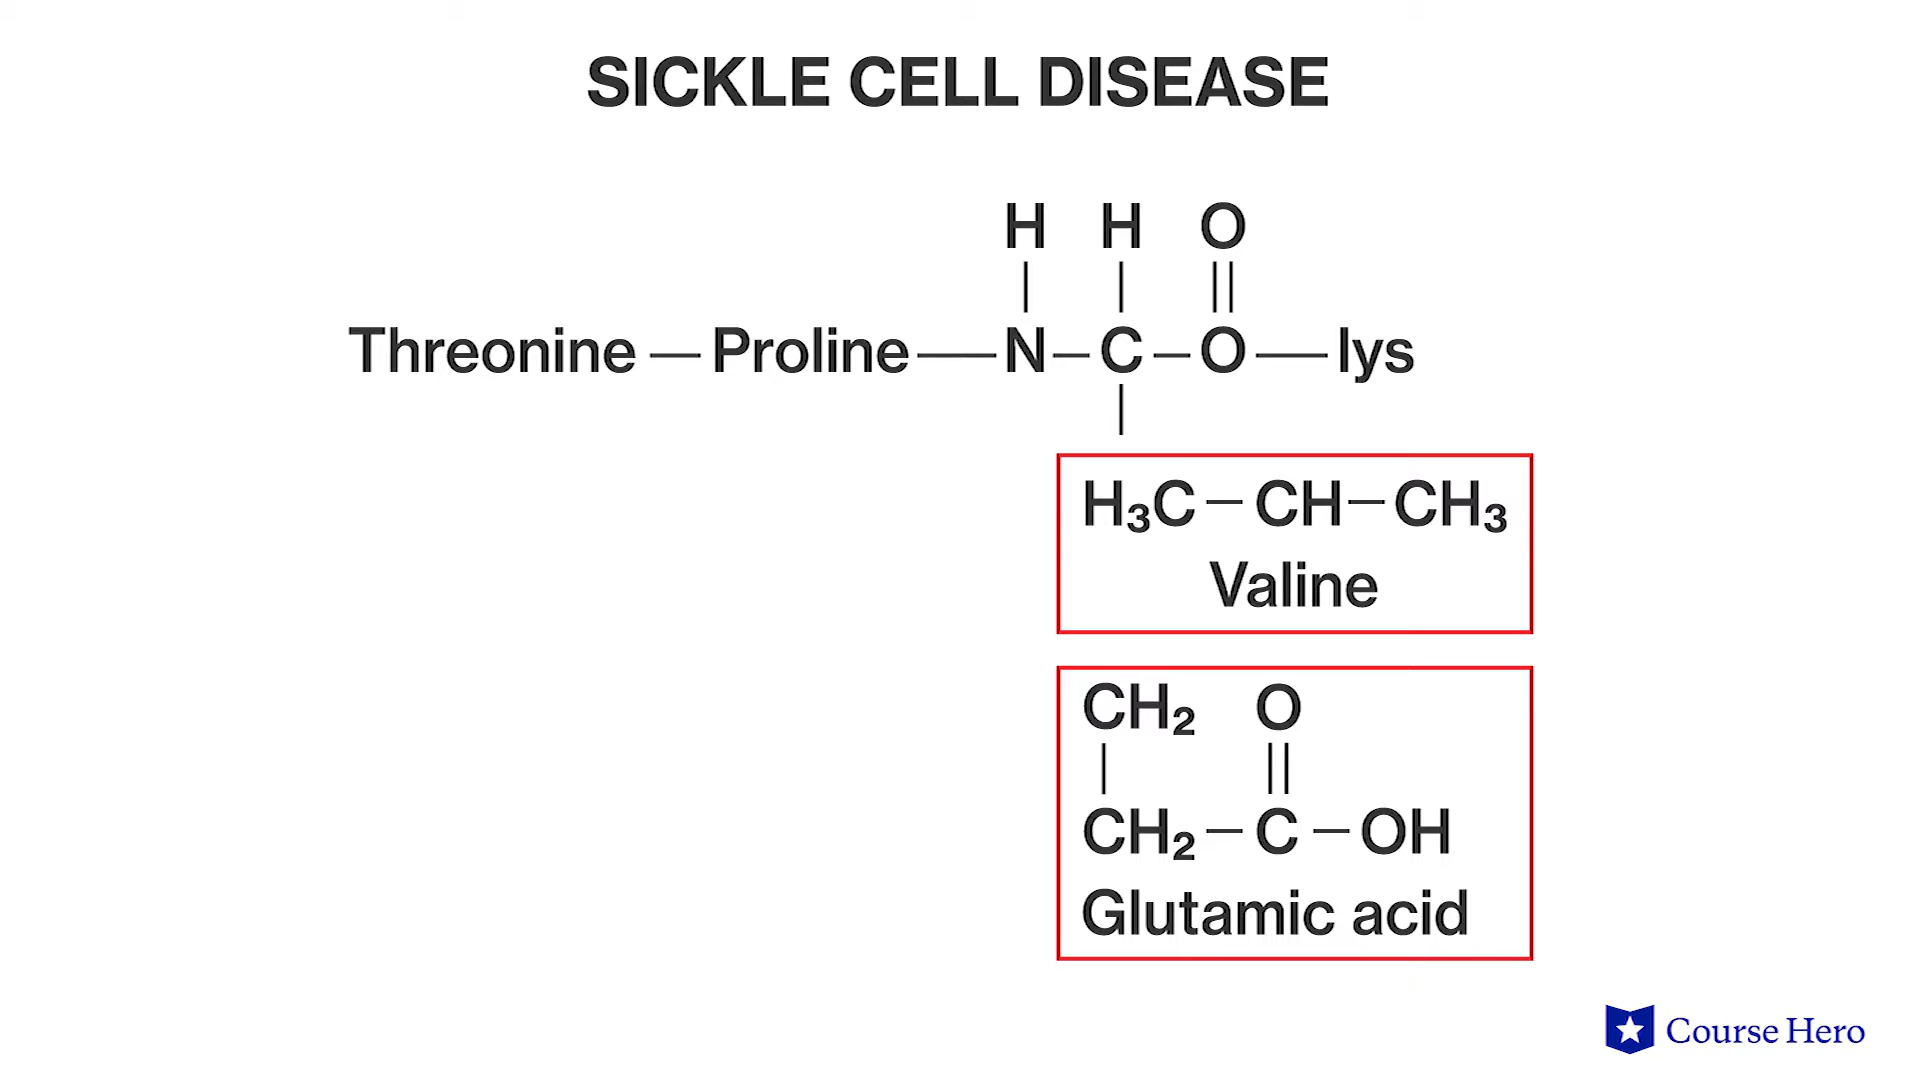 SICKLE CELL DISEASE
H H O
Threonine — Proline — N — C — O — lys
H₃C — CH — CH₃
Valine
CH₂ O
CH₂ — C — OH
Glutamic acid
Course Hero